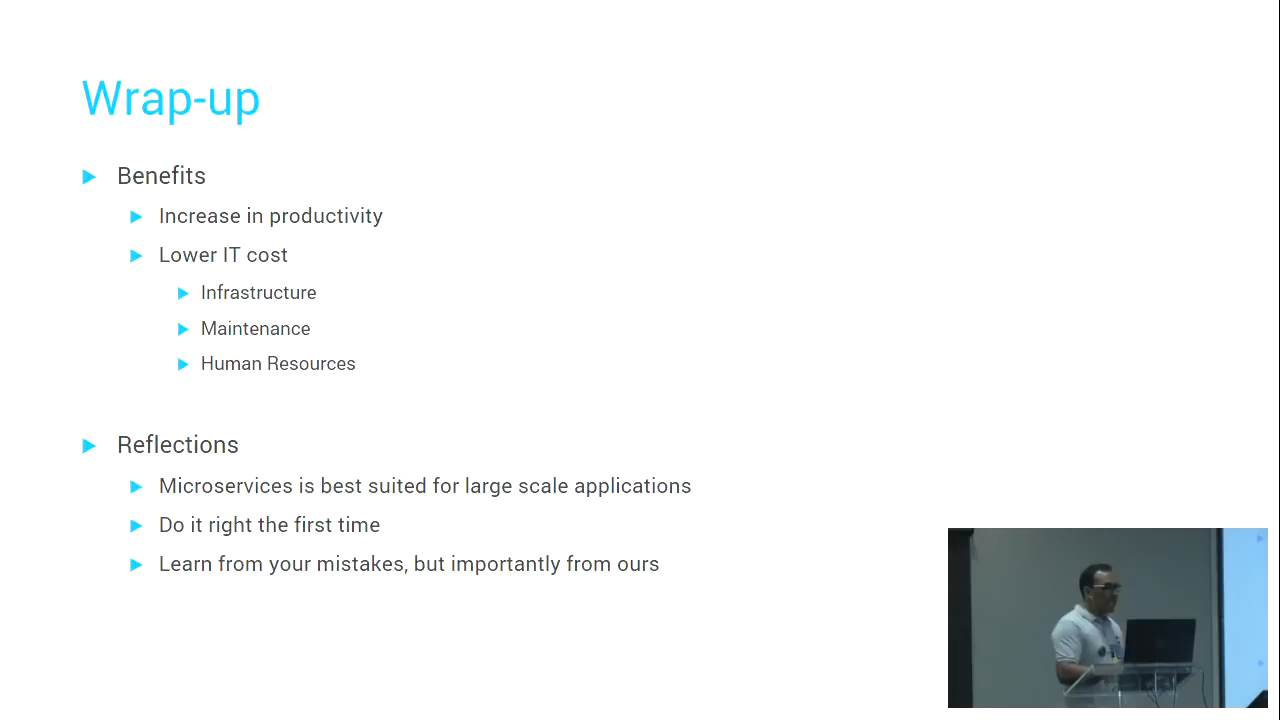 Wrap-up
Benefits
Increase in productivity
Lower IT cost
Infrastructure
Maintenance
Human Resources
Reflections
Microservices is best suited for large scale applications
Do it right the first time
Learn from your mistakes, but importantly from ours